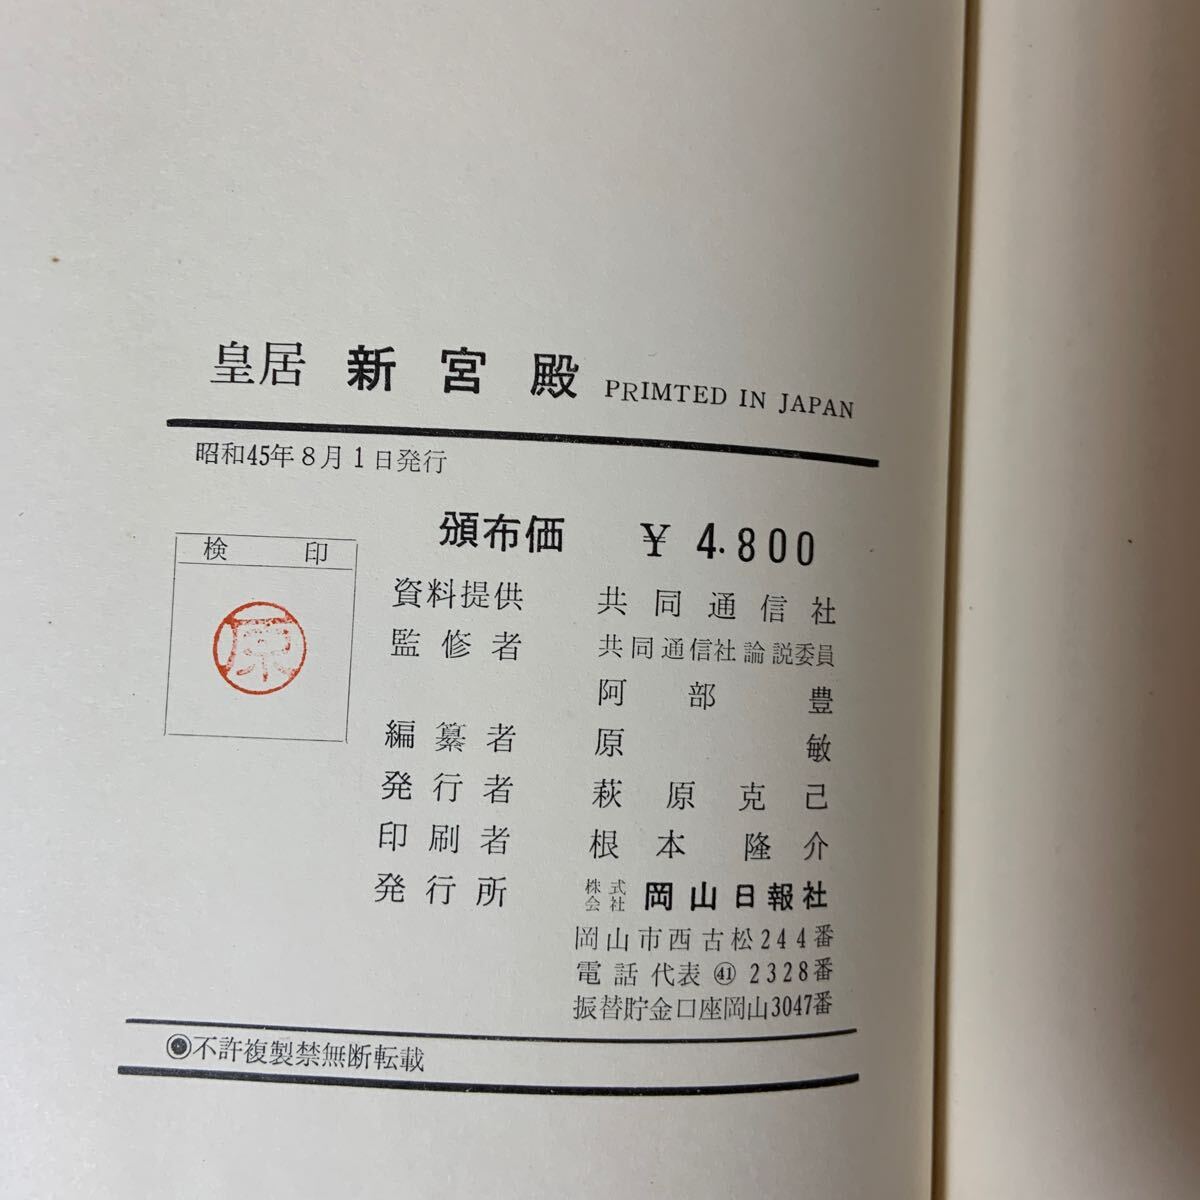 皇居 新宮殿 PRIMTED IN JAPAN
昭和45年8月1日発行
頒布価 ¥ 4.800
検印
原
資料提供 共同通信社
監修者 共同通信社論説委員
阿部豊
編纂者 原敏
発行者 萩原克己
印刷者 根本隆介
発行所 株式会社 岡山日報社
岡山市西古松244番
電話代表㊶2328番
振替貯金口座岡山3047番
◉不許複製禁無断転載